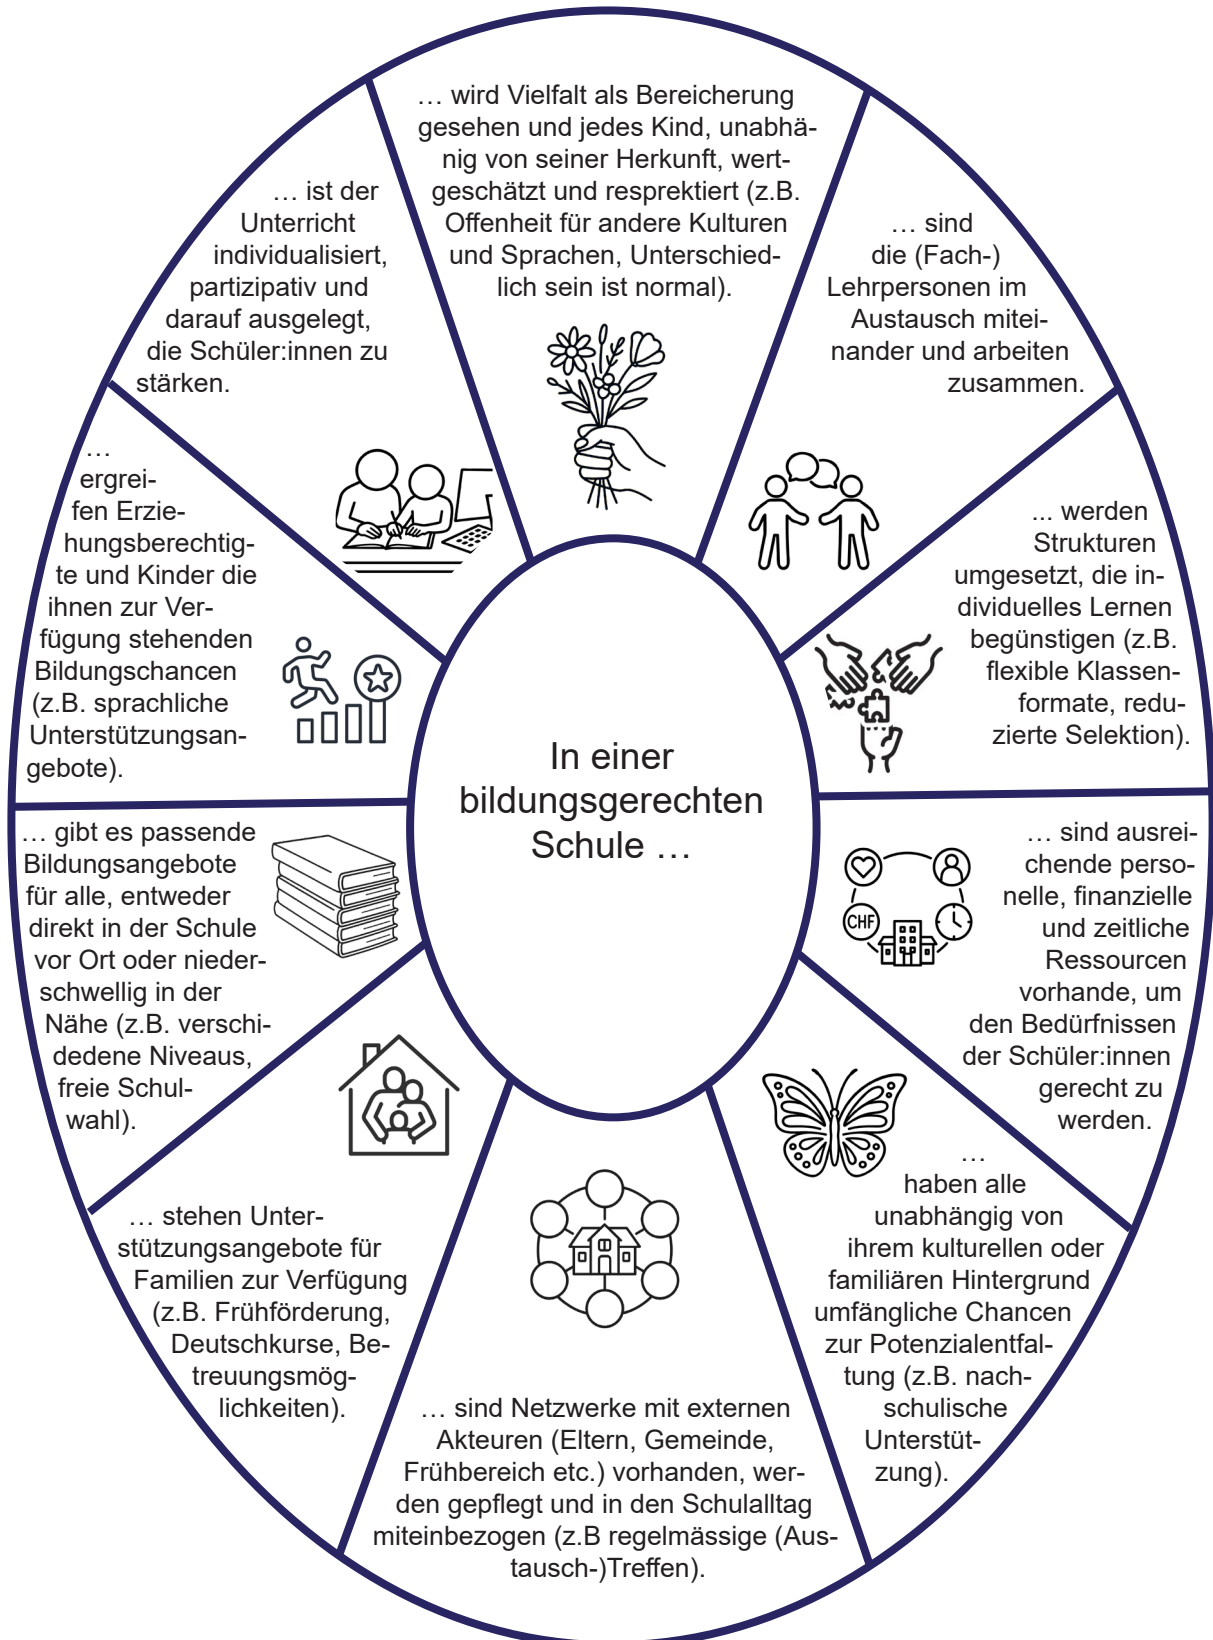 … wird Vielfalt als Bereicherung
gesehen und jedes Kind, unabhä-
nig von seiner Herkunft, wert-
geschätzt und resprektiert (z.B.
Offenheit für andere Kulturen
und Sprachen, Unterschied-
lich sein ist normal).
… sind
die (Fach-)
Lehrpersonen im
Austausch mitei-
nander und arbeiten
zusammen.
... werden
Strukturen
umgesetzt, die in-
dividuelles Lernen
begünstigen (z.B.
flexible Klassen-
formate, redu-
zierte Selektion).
… sind ausrei-
chende perso-
nelle, finanzielle
und zeitliche
Ressourcen
vorhande, um
den Bedürfnissen
der Schüler:innen
gerecht zu
werden.
CHF
…
haben alle
unabhängig von
ihrem kulturellen oder
familiären Hintergrund
umfängliche Chancen
zur Potenzialentfal-
tung (z.B. nach-
schulische
Unterstüt-
zung).
… sind Netzwerke mit externen
Akteuren (Eltern, Gemeinde,
Frühbereich etc.) vorhanden, wer-
den gepflegt und in den Schulalltag
miteinbezogen (z.B regelmässige (Aus-
tausch-)Treffen).
… stehen Unter-
stützungsangebote für
Familien zur Verfügung
(z.B. Frühförderung,
Deutschkurse, Be-
treuungsmög-
lichkeiten).
… gibt es passende
Bildungsangebote
für alle, entweder
direkt in der Schule
vor Ort oder nieder-
schwellig in der
Nähe (z.B. verschi-
dedene Niveaus,
freie Schul-
wahl).
…
ergrei-
fen Erzie-
hungsberechtig-
te und Kinder die
ihnen zur Ver-
fügung stehenden
Bildungschancen
(z.B. sprachliche
Unterstützungsan-
gebote).
… ist der
Unterricht
individualisiert,
partizipativ und
darauf ausgelegt,
die Schüler:innen zu
stärken.
In einer
bildungsgerechten
Schule …